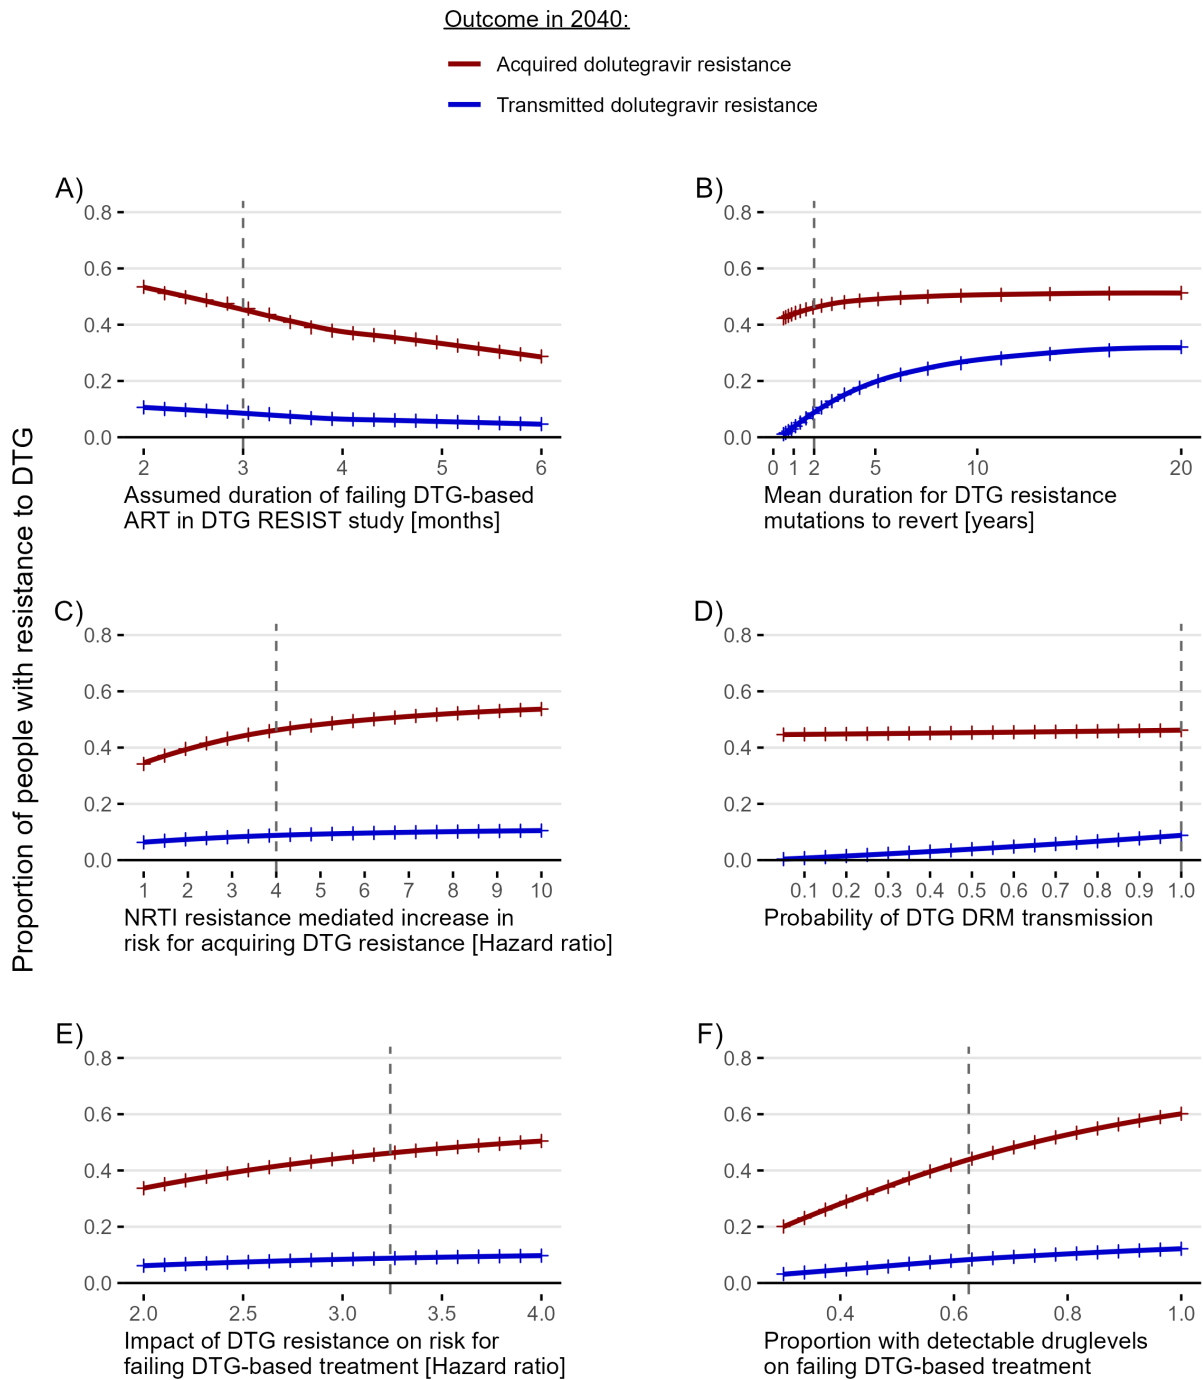 Outcome in 2040:
Acquired dolutegravir resistance
Transmitted dolutegravir resistance
Proportion of people with resistance to DTG
A)
0.8
0.6
0.4
0.2
0.0
2 3 4 5 6
Assumed duration of failing DTG-based
ART in DTG RESIST study [months]
B)
0.8
0.6
0.4
0.2
0.0
0 1 2 5 10 20
Mean duration for DTG resistance
mutations to revert [years]
C)
0.8
0.6
0.4
0.2
0.0
1 2 3 4 5 6 7 8 9 10
NRTI resistance mediated increase in
risk for acquiring DTG resistance [Hazard ratio]
D)
0.8
0.6
0.4
0.2
0.0
0.1 0.2 0.3 0.4 0.5 0.6 0.7 0.8 0.9 1.0
Probability of DTG DRM transmission
E)
0.8
0.6
0.4
0.2
0.0
2.0 2.5 3.0 3.5 4.0
Impact of DTG resistance on risk for
failing DTG-based treatment [Hazard ratio]
F)
0.8
0.6
0.4
0.2
0.0
0.4 0.6 0.8 1.0
Proportion with detectable druglevels
on failing DTG-based treatment